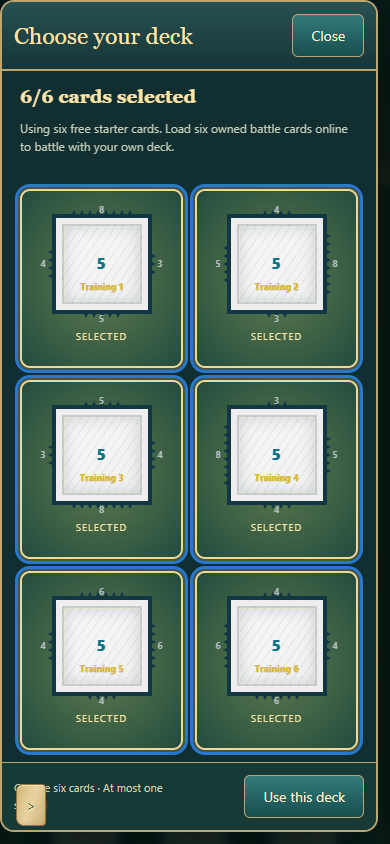 Choose your deck
Close
6/6 cards selected
Using six free starter cards. Load six owned battle cards online
to battle with your own deck.
8
4
5
3
Training 1
5
SELECTED
4
5
5
8
Training 2
3
SELECTED
5
3
5
4
Training 3
8
SELECTED
3
8
5
5
Training 4
4
SELECTED
6
4
5
6
Training 5
4
SELECTED
4
6
5
4
Training 6
6
SELECTED
six cards · At most one
>
Use this deck